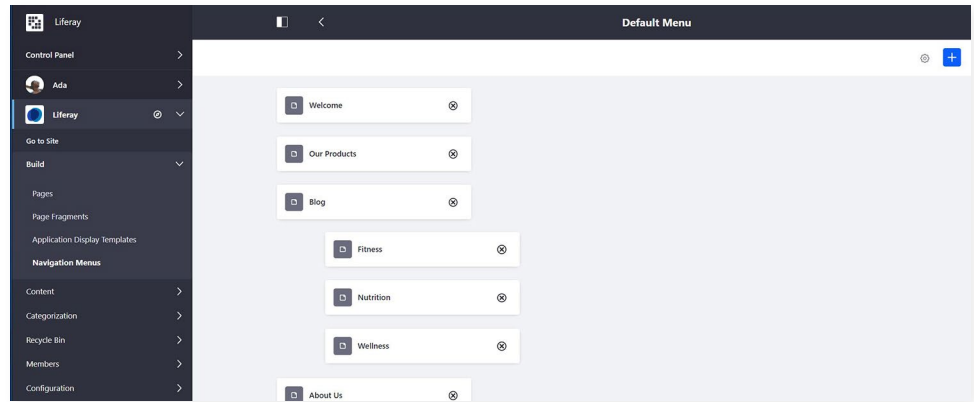 Liferay
Default Menu
Control Panel
Ada
Liferay
Go to Site
Build
Pages
Page Fragments
Application Display Templates
Navigation Menus
Content
Categorization
Recycle Bin
Members
Configuration
Welcome
Our Products
Blog
Fitness
Nutrition
Wellness
About Us